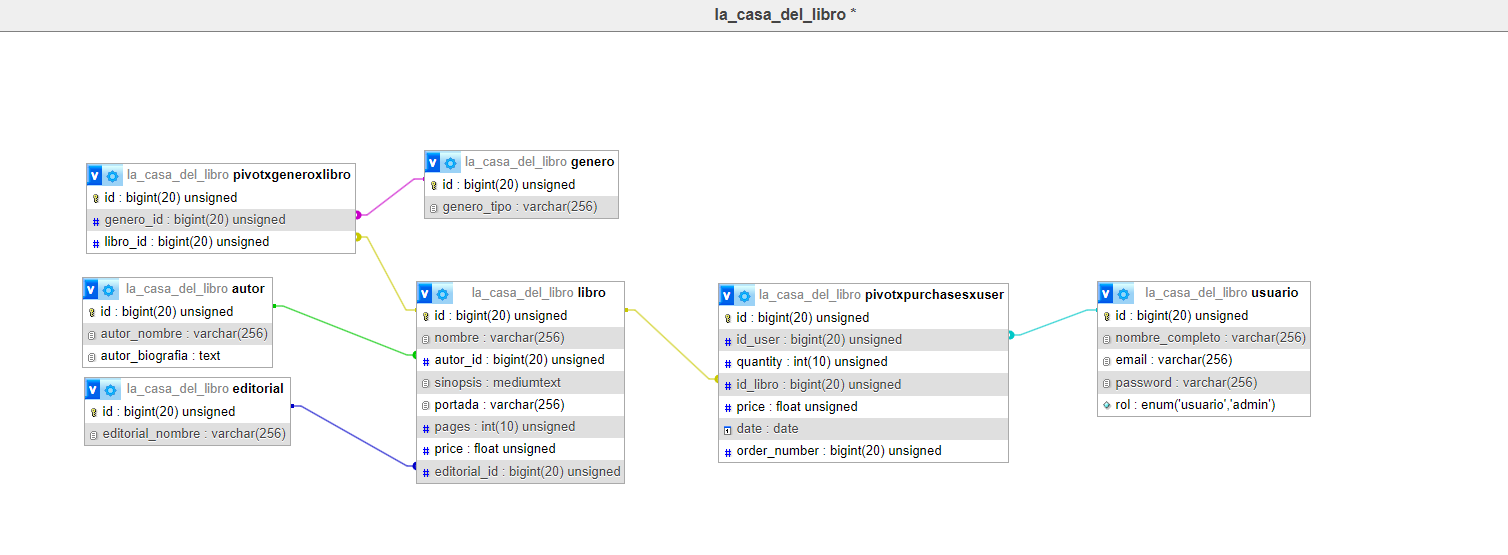 la_casa_del_libro *
la_casa_del_libro pivotxgeneroxlibro
id : bigint(20) unsigned
# genero_id : bigint(20) unsigned
# libro_id : bigint(20) unsigned
la_casa_del_libro genero
id : bigint(20) unsigned
genero_tipo : varchar(256)
la_casa_del_libro autor
id : bigint(20) unsigned
autor_nombre : varchar(256)
autor_biografia : text
la_casa_del_libro editorial
id : bigint(20) unsigned
editorial_nombre : varchar(256)
la_casa_del_libro libro
id : bigint(20) unsigned
nombre : varchar(256)
# autor_id : bigint(20) unsigned
sinopsis : mediumtext
portada : varchar(256)
# pages : int(10) unsigned
# price : float unsigned
# editorial_id : bigint(20) unsigned
la_casa_del_libro pivotxpurchasesxuser
id : bigint(20) unsigned
# id_user : bigint(20) unsigned
# quantity : int(10) unsigned
# id_libro : bigint(20) unsigned
# price : float unsigned
date : date
# order_number : bigint(20) unsigned
la_casa_del_libro usuario
id : bigint(20) unsigned
nombre_completo : varchar(256)
email : varchar(256)
password : varchar(256)
rol : enum('usuario','admin')